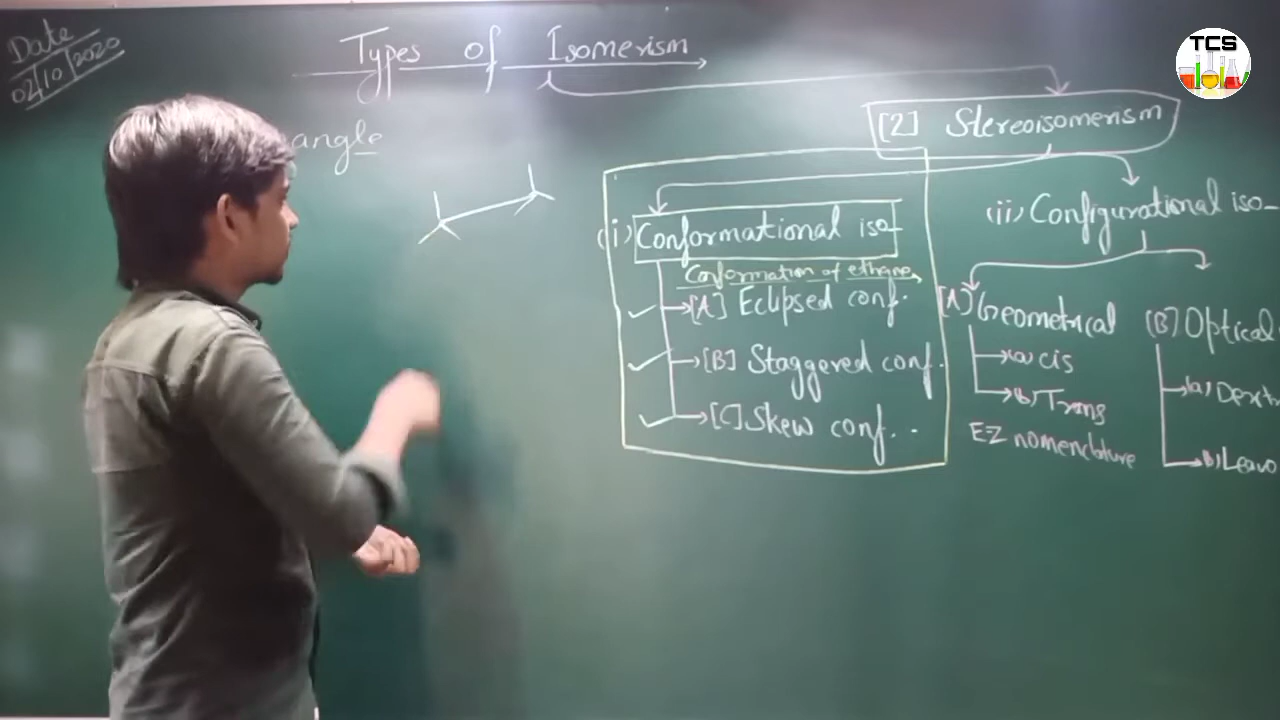 Date
02/10/2020
Types of Isomerism
TCS
angle
[2] Stereoisomerism
(i) Conformational iso-
Conformation of ethane
[A] Eclipsed conf.
[B] Staggered conf.
[C] Skew conf..
(ii) Configurational iso-
[A] Geometrical
(a) cis
(b) Trans
E-Z nomenclature
(B) Optical
(a) Dextr
(B) Leavo